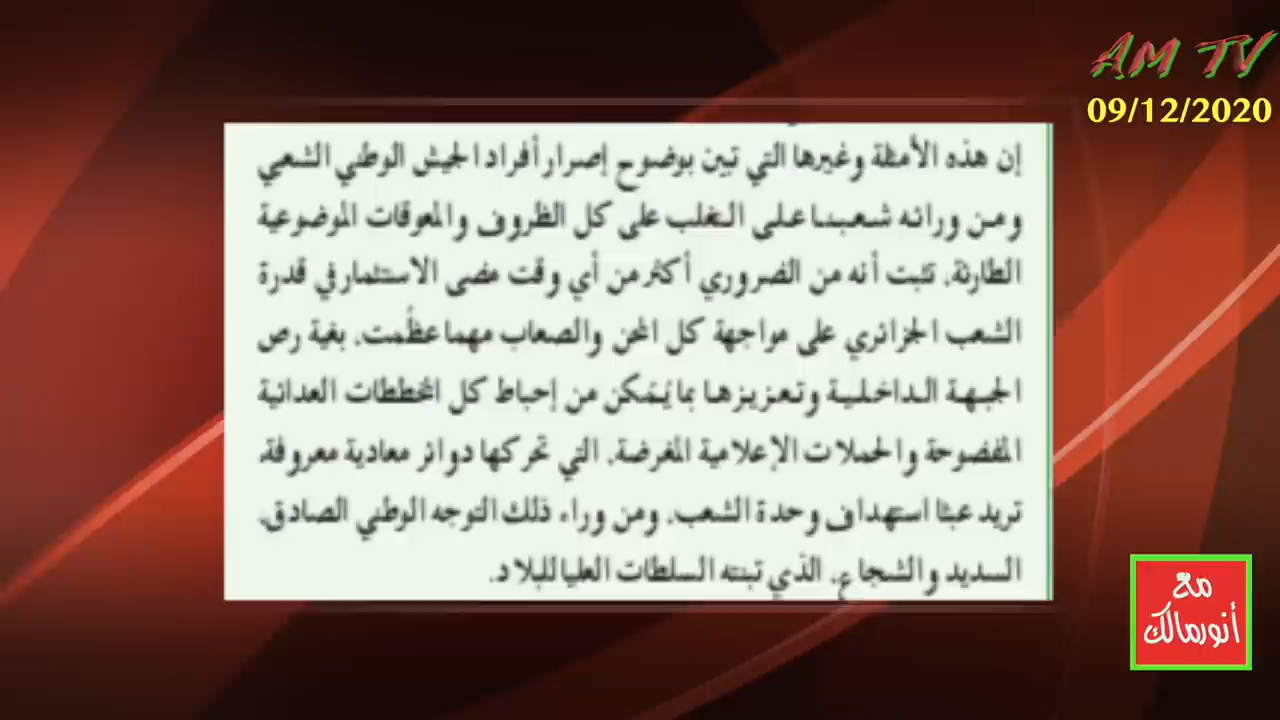 AM TV
09/12/2020
إن هذه الأمثلة وغيرها التي تبين بوضوح إصرار أفراد الجيش الوطني الشعبي
ومن ورائه شعبنا على التغلب على كل الظروف والمعوقات الموضوعية
الطارئة، تثبت أنه من الضروري أكثر من أي وقت مضى الاستثمار في قدرة
الشعب الجزائري على مواجهة كل المحن والصعاب مهما عظُمت، بغية رص
الجبهة الداخلية وتعزيزها بما يُمَكن من إحباط كل المخططات العدائية
المفضوحة والحملات الإعلامية المغرضة، التي تحركها دوائر معادية معروفة،
تريد عبثا استهداف وحدة الشعب، ومن وراء ذلك التوجه الوطني الصادق،
السديد والشجاع، الذي تبنته السلطات العليا للبلاد.
مع
أنور مالك